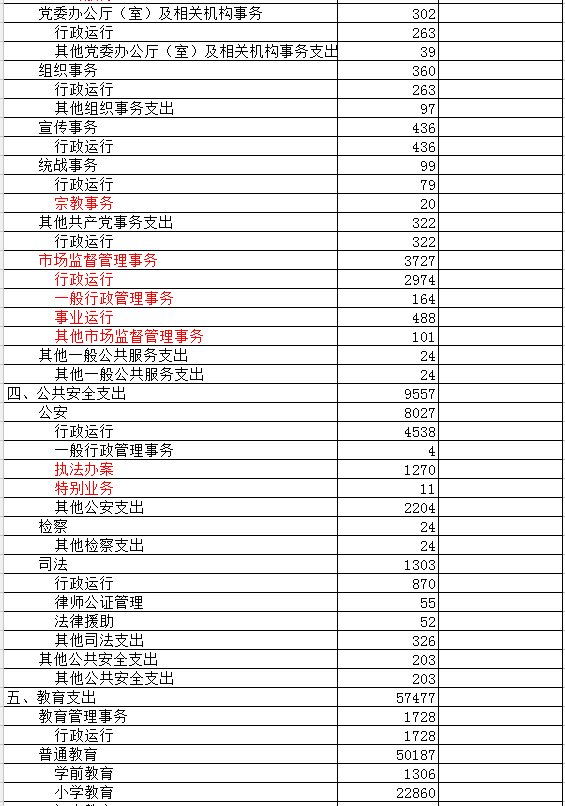 党委办公厅（室）及相关机构事务 302
行政运行 263
其他党委办公厅（室）及相关机构事务支出 39
组织事务 360
行政运行 263
其他组织事务支出 97
宣传事务 436
行政运行 436
统战事务 99
行政运行 79
宗教事务 20
其他共产党事务支出 322
行政运行 322
市场监督管理事务 3727
行政运行 2974
一般行政管理事务 164
事业运行 488
其他市场监督管理事务 101
其他一般公共服务支出 24
其他一般公共服务支出 24
四、公共安全支出 9557
公安 8027
行政运行 4538
一般行政管理事务 4
执法办案 1270
特别业务 11
其他公安支出 2204
检察 24
其他检察支出 24
司法 1303
行政运行 870
律师公证管理 55
法律援助 52
其他司法支出 326
其他公共安全支出 203
其他公共安全支出 203
五、教育支出 57477
教育管理事务 1728
行政运行 1728
普通教育 50187
学前教育 1306
小学教育 22860